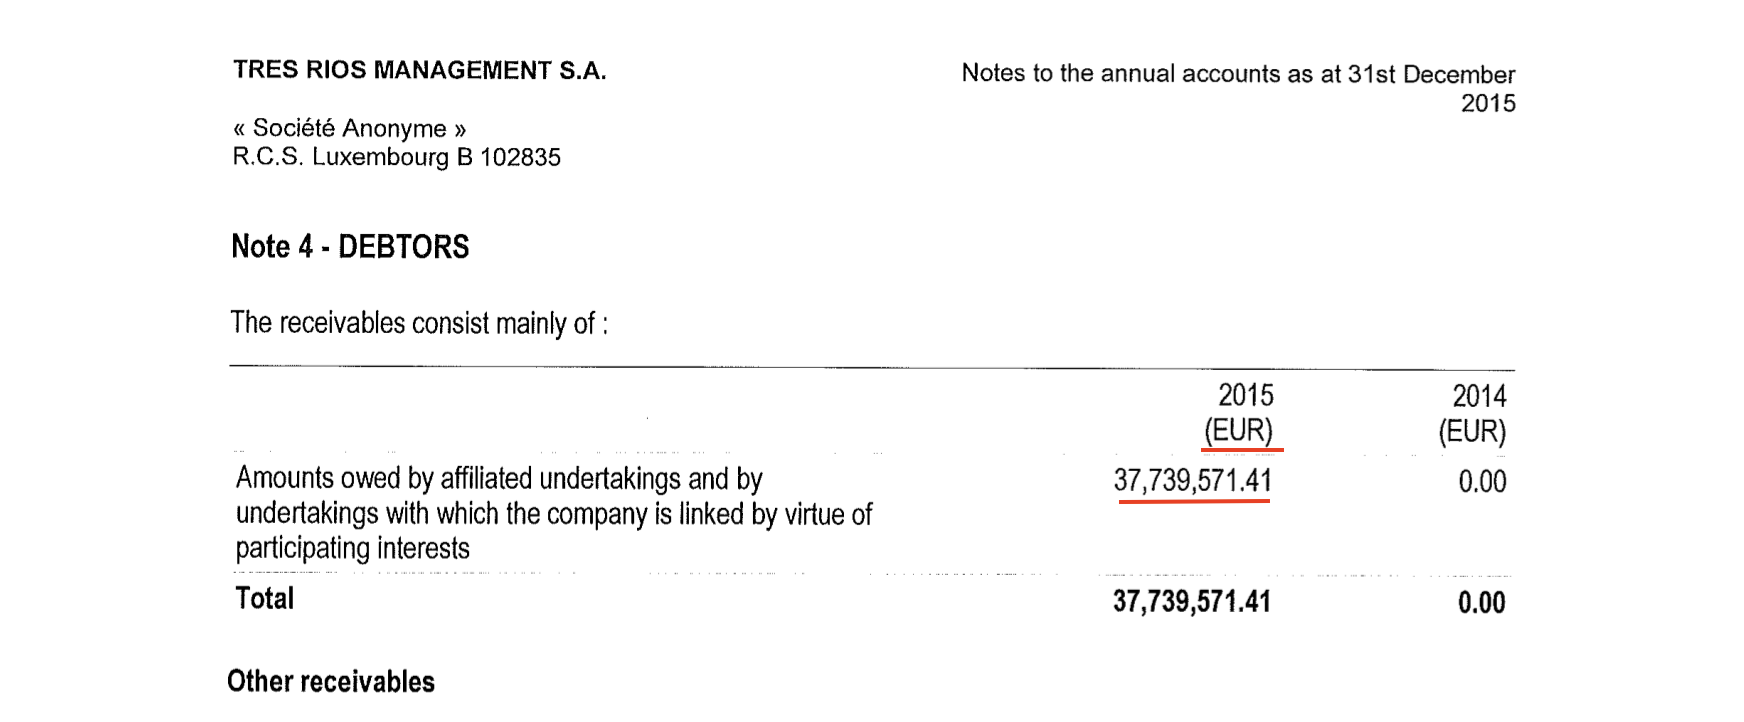 TRES RIOS MANAGEMENT S.A.
Notes to the annual accounts as at 31st December
2015
« Société Anonyme »
R.C.S. Luxembourg B 102835
Note 4 - DEBTORS
The receivables consist mainly of :
2015 2014
(EUR) (EUR)
Amounts owed by affiliated undertakings and by 37,739,571.41 0.00
undertakings with which the company is linked by virtue of
participating interests
Total 37,739,571.41 0.00
Other receivables